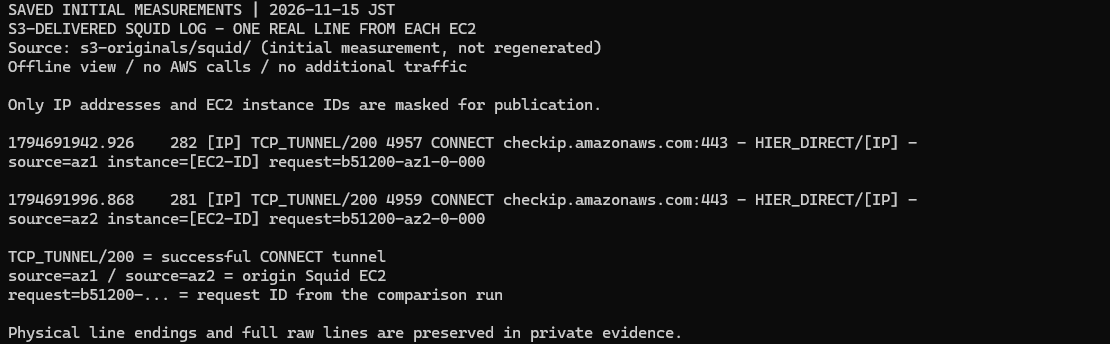 SAVED INITIAL MEASUREMENTS | 2026-11-15 JST
S3-DELIVERED SQUID LOG - ONE REAL LINE FROM EACH EC2
Source: s3-originals/squid/ (initial measurement, not regenerated)
Offline view / no AWS calls / no additional traffic
Only IP addresses and EC2 instance IDs are masked for publication.
1794691942.926    282 [IP] TCP_TUNNEL/200 4957 CONNECT checkip.amazonaws.com:443 - HIER_DIRECT/[IP] -
source=az1 instance=[EC2-ID] request=b51200-az1-0-000
1794691996.868    281 [IP] TCP_TUNNEL/200 4959 CONNECT checkip.amazonaws.com:443 - HIER_DIRECT/[IP] -
source=az2 instance=[EC2-ID] request=b51200-az2-0-000
TCP_TUNNEL/200 = successful CONNECT tunnel
source=az1 / source=az2 = origin Squid EC2
request=b51200-... = request ID from the comparison run
Physical line endings and full raw lines are preserved in private evidence.